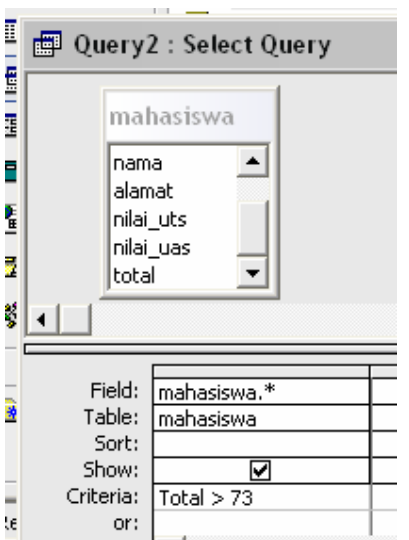 Query2 : Select Query
mahasiswa
nama
alamat
nilai_uts
nilai_uas
total
Field: mahasiswa.*
Table: mahasiswa
Sort:
Show:
Criteria: Total > 73
or: